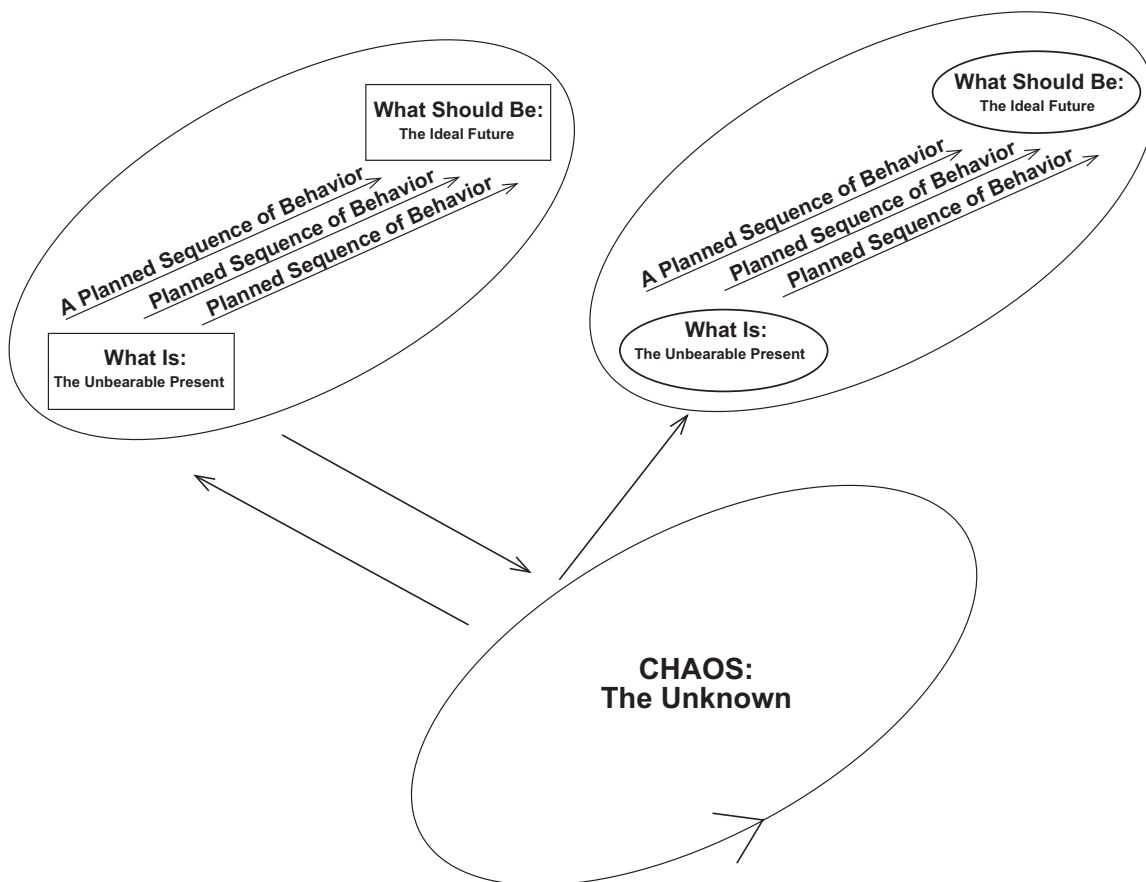 What Should Be:
The Ideal Future
A Planned Sequence of Behavior
Planned Sequence of Behavior
Planned Sequence of Behavior
What Is:
The Unbearable Present
What Should Be:
The Ideal Future
A Planned Sequence of Behavior
Planned Sequence of Behavior
Planned Sequence of Behavior
What Is:
The Unbearable Present
CHAOS:
The Unknown